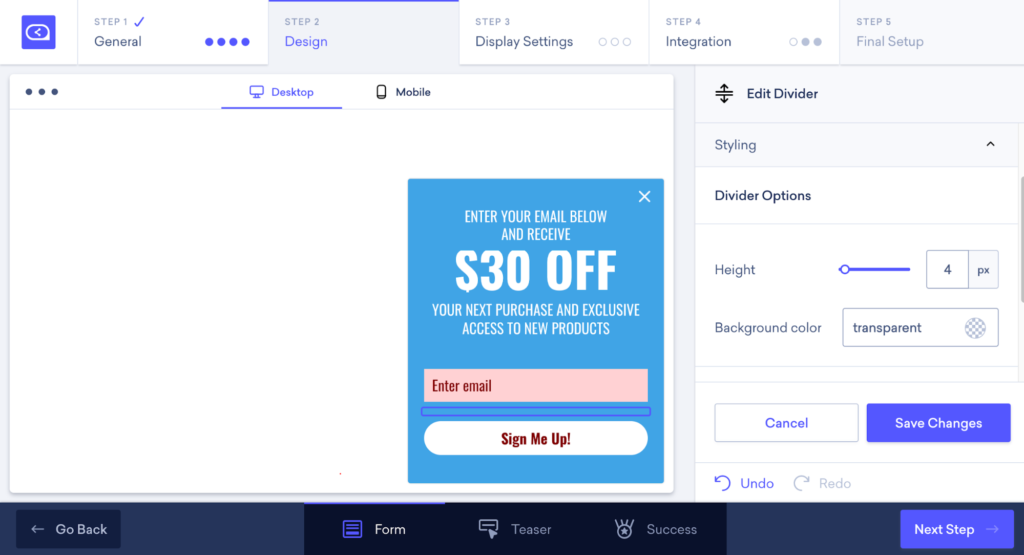 STEP 1
General
STEP 2
Design
STEP 3
Display Settings
STEP 4
Integration
STEP 5
Final Setup
Desktop
Mobile
ENTER YOUR EMAIL BELOW
AND RECEIVE
$30 OFF
YOUR NEXT PURCHASE AND EXCLUSIVE
ACCESS TO NEW PRODUCTS
Enter email
Sign Me Up!
Edit Divider
Styling
Divider Options
Height
4
px
Background color
transparent
Cancel
Save Changes
Undo
Redo
Go Back
Form
Teaser
Success
Next Step